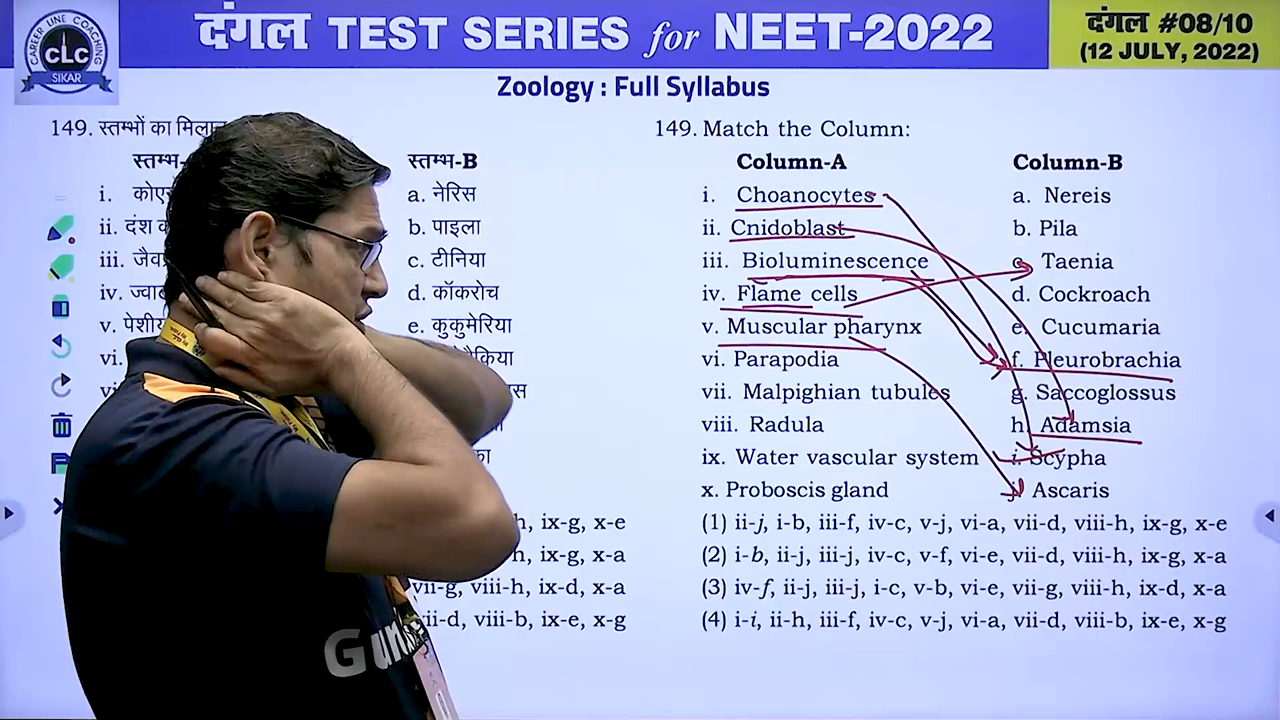 CAREER LINE COACHING
CLC
SIKAR
दंगल TEST SERIES for NEET-2022
दंगल #08/10
(12 JULY, 2022)
Zoology : Full Syllabus
149. स्तम्भों का
स्तम्भ-B
i.
a. नेरिस
ii. दंश
b. पाइला
iii.
c. टीनिया
iv.
d. कॉकरोच
v.
e. कुकुमेरिया
vi.
h, ix-g, x-e
h, ix-g, x-a
vii-g, viii-h, ix-d, x-a
vii-d, viii-b, ix-e, x-g
149. Match the Column:
Column-A Column-B
i. Choanocytes a. Nereis
ii. Cnidoblast b. Pila
iii. Bioluminescence c. Taenia
iv. Flame cells d. Cockroach
v. Muscular pharynx e. Cucumaria
vi. Parapodia f. Pleurobrachia
vii. Malpighian tubules g. Saccoglossus
viii. Radula h. Adamsia
ix. Water vascular system i. Scypha
x. Proboscis gland j. Ascaris
(1) ii-j, i-b, iii-f, iv-c, v-j, vi-a, vii-d, viii-h, ix-g, x-e
(2) i-b, ii-j, iii-j, iv-c, v-f, vi-e, vii-d, viii-h, ix-g, x-a
(3) iv-f, ii-j, iii-j, i-c, v-b, vi-e, vii-g, viii-h, ix-d, x-a
(4) i-i, ii-h, iii-f, iv-c, v-j, vi-a, vii-d, viii-b, ix-e, x-g